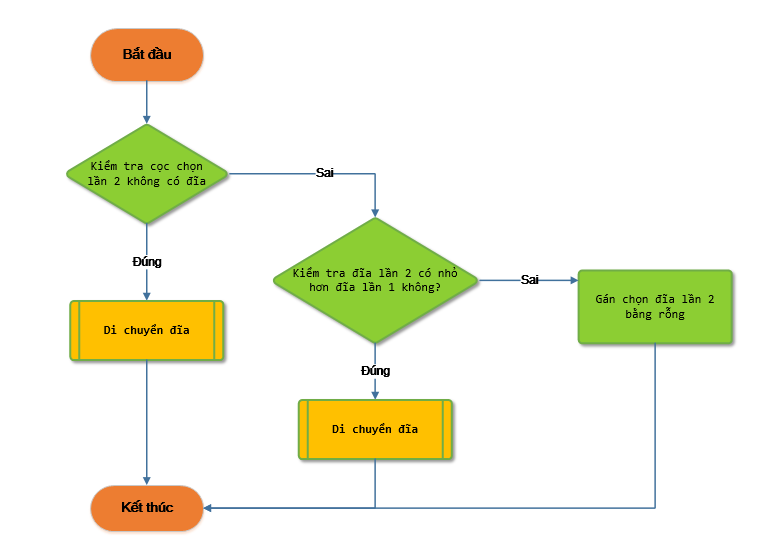 Bắt đầu
Kiểm tra cọc chọn
lần 2 không có đĩa
Sai
Đúng
Kiểm tra đĩa lần 2 có nhỏ
hơn đĩa lần 1 không?
Sai
Gán chọn đĩa lần 2
bằng rỗng
Di chuyển đĩa
Đúng
Di chuyển đĩa
Kết thúc